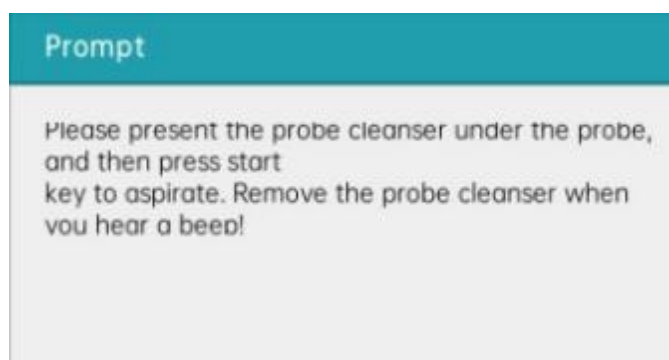 Prompt
Please present the probe cleanser under the probe,
and then press start
key to aspirate. Remove the probe cleanser when
you hear a beep!